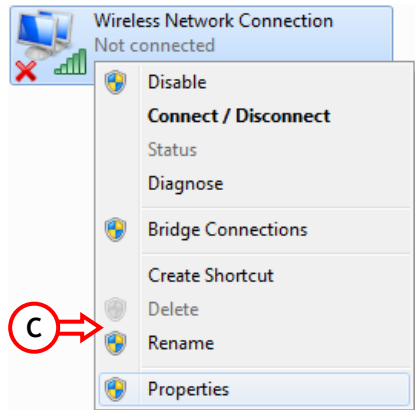 Wireless Network Connection
Not connected
Disable
Connect / Disconnect
Status
Diagnose
Bridge Connections
Create Shortcut
Delete
C
Rename
Properties